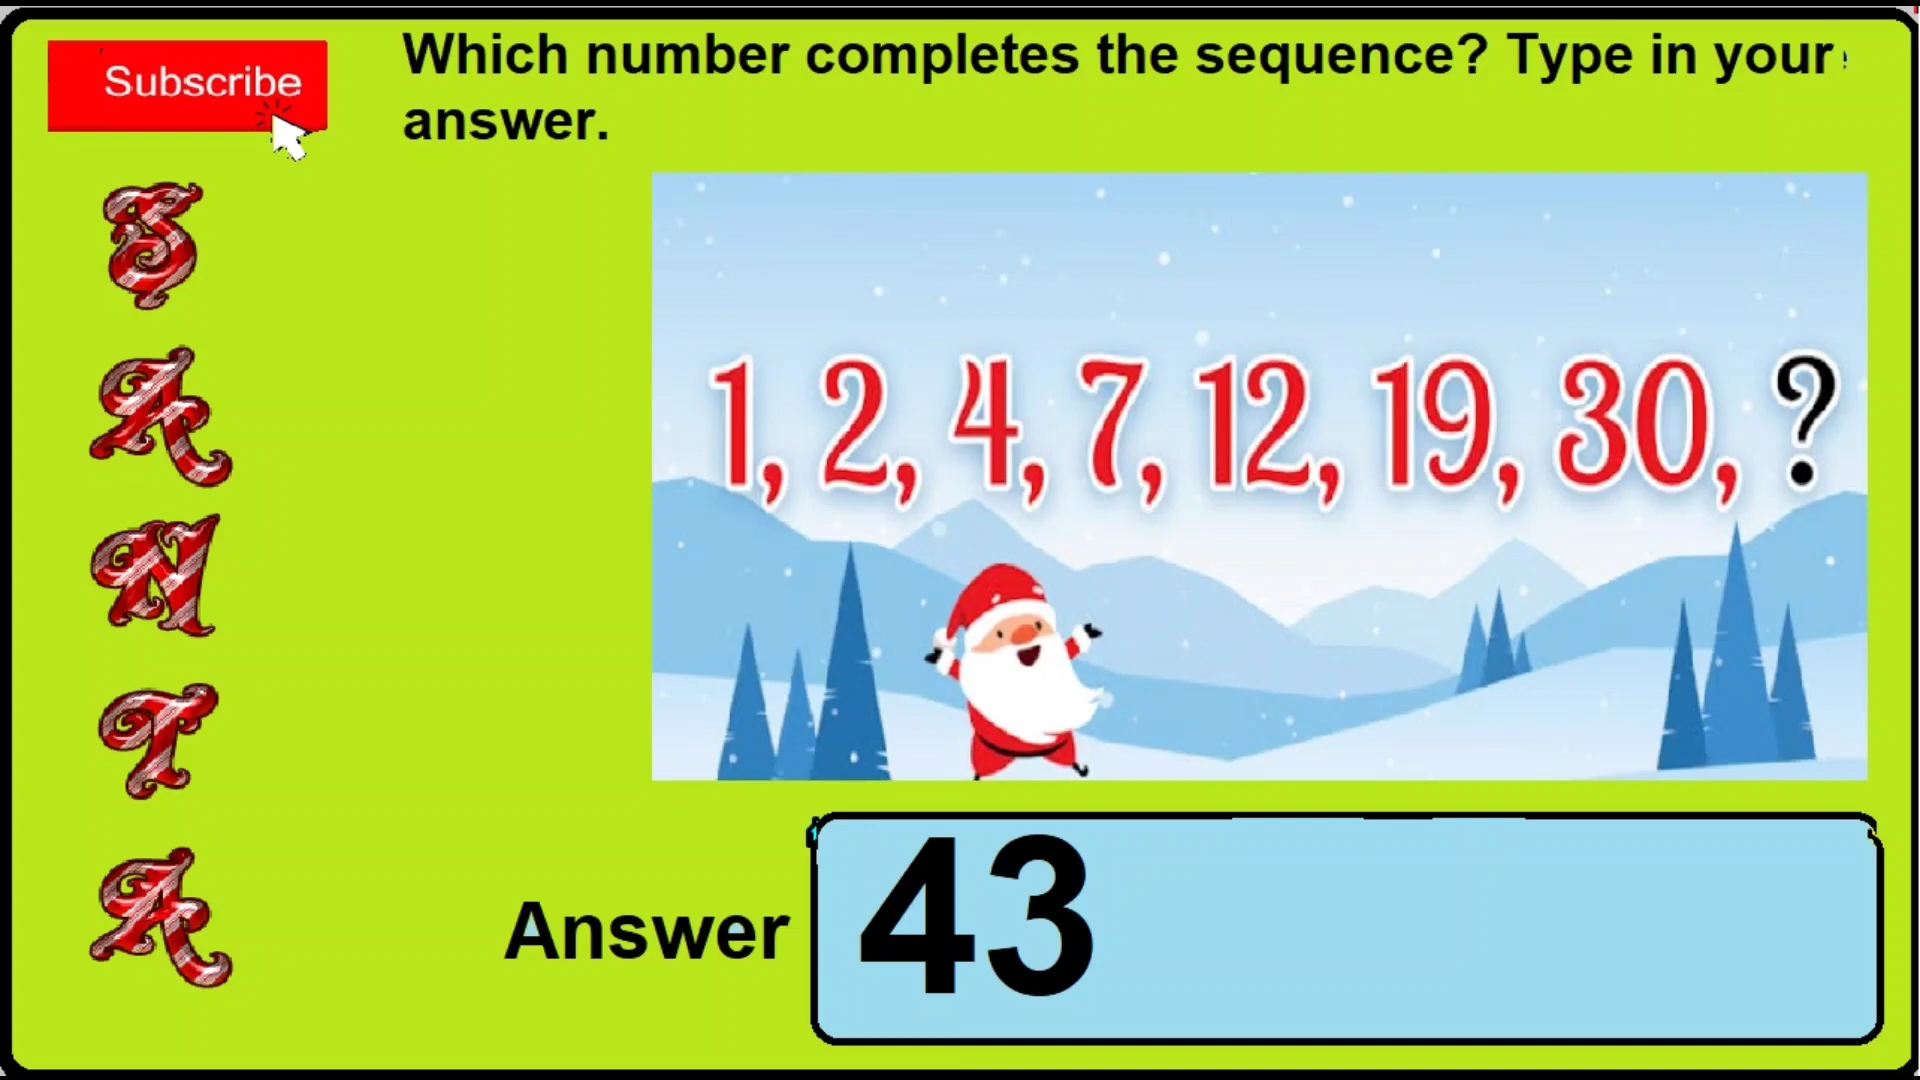 Subscribe
Which number completes the sequence? Type in your
answer.
S
A
N
T
A
1, 2, 4, 7, 12, 19, 30, ?
Answer
43